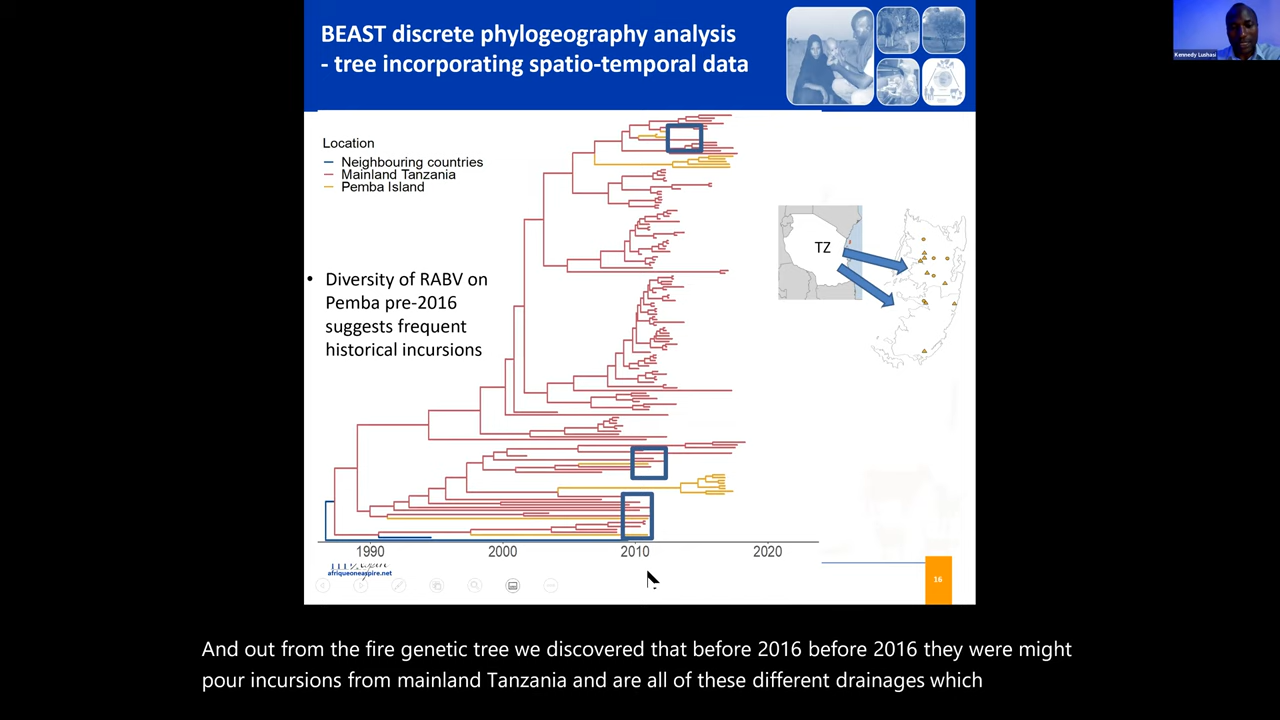 BEAST discrete phylogeography analysis
- tree incorporating spatio-temporal data
Kennedy Lushasi
Location
Neighbouring countries
Mainland Tanzania
Pemba Island
TZ
• Diversity of RABV on
Pemba pre-2016
suggests frequent
historical incursions
1990 2000 2010 2020
afriqueoneaspire.net
16
And out from the fire genetic tree we discovered that before 2016 before 2016 they were might
pour incursions from mainland Tanzania and are all of these different drainages which